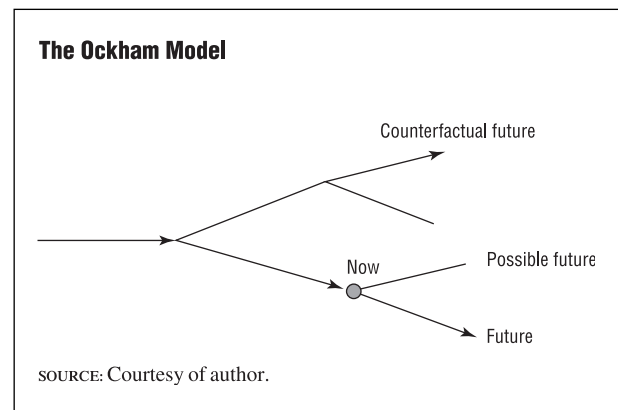 The Ockham Model
Counterfactual future
Now
Possible future
Future
SOURCE: Courtesy of author.